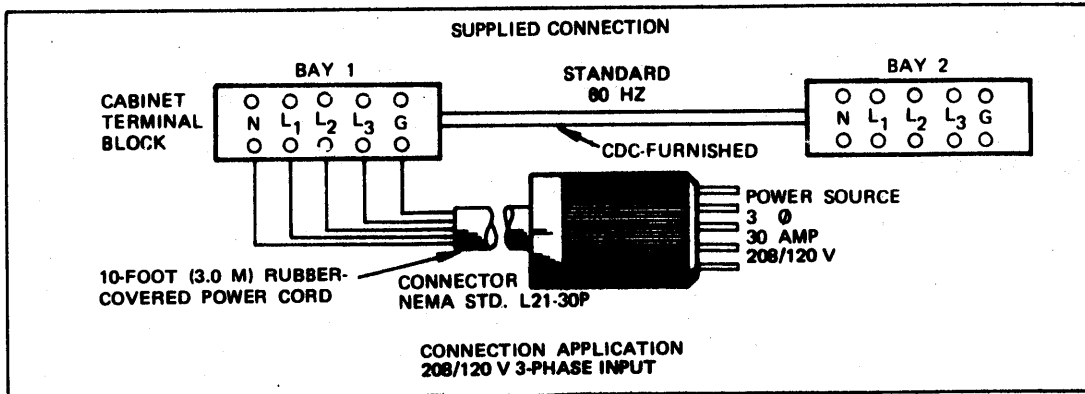 SUPPLIED CONNECTION
BAY 1
STANDARD
60 HZ
BAY 2
CABINET
TERMINAL
BLOCK
N L1 L2 L3 G
N L1 L2 L3 G
CDC-FURNISHED
POWER SOURCE
3 Ø
30 AMP
208/120 V
10-FOOT (3.0 M) RUBBER-
COVERED POWER CORD
CONNECTOR
NEMA STD. L21-30P
CONNECTION APPLICATION
208/120 V 3-PHASE INPUT